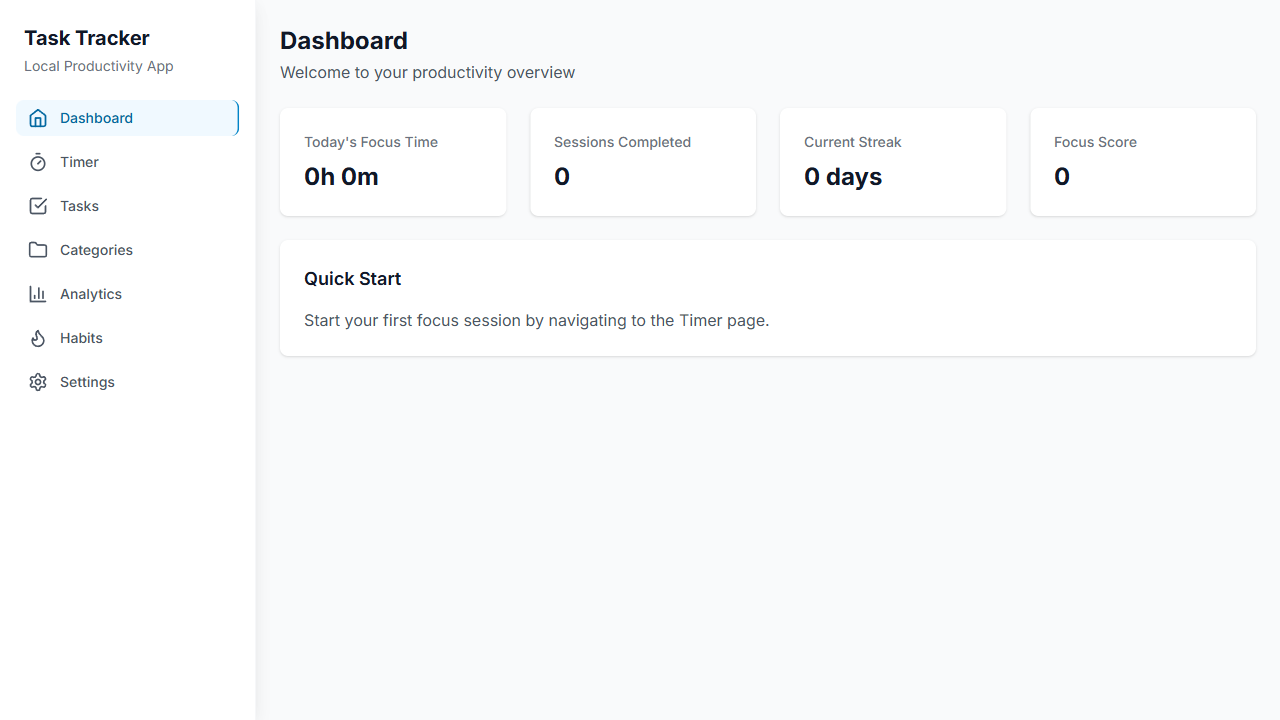 Task Tracker
Local Productivity App
Dashboard
Timer
Tasks
Categories
Analytics
Habits
Settings
Dashboard
Welcome to your productivity overview
Today's Focus Time
0h 0m
Sessions Completed
0
Current Streak
0 days
Focus Score
0
Quick Start
Start your first focus session by navigating to the Timer page.